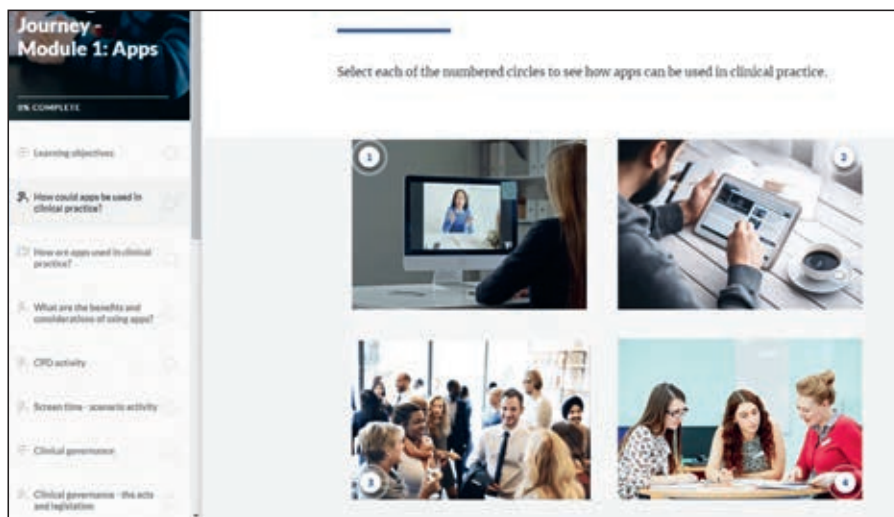 Journey -
Module 1: Apps
0% COMPLETE
Learning objectives
How could apps be used in
clinical practice?
How are apps used in clinical
practice?
What are the benefits and
considerations of using apps?
CPD activity
Screen time - scenario activity
Clinical governance
Clinical governance - the acts
and legislation
Select each of the numbered circles to see how apps can be used in clinical practice.
1
2
3
4